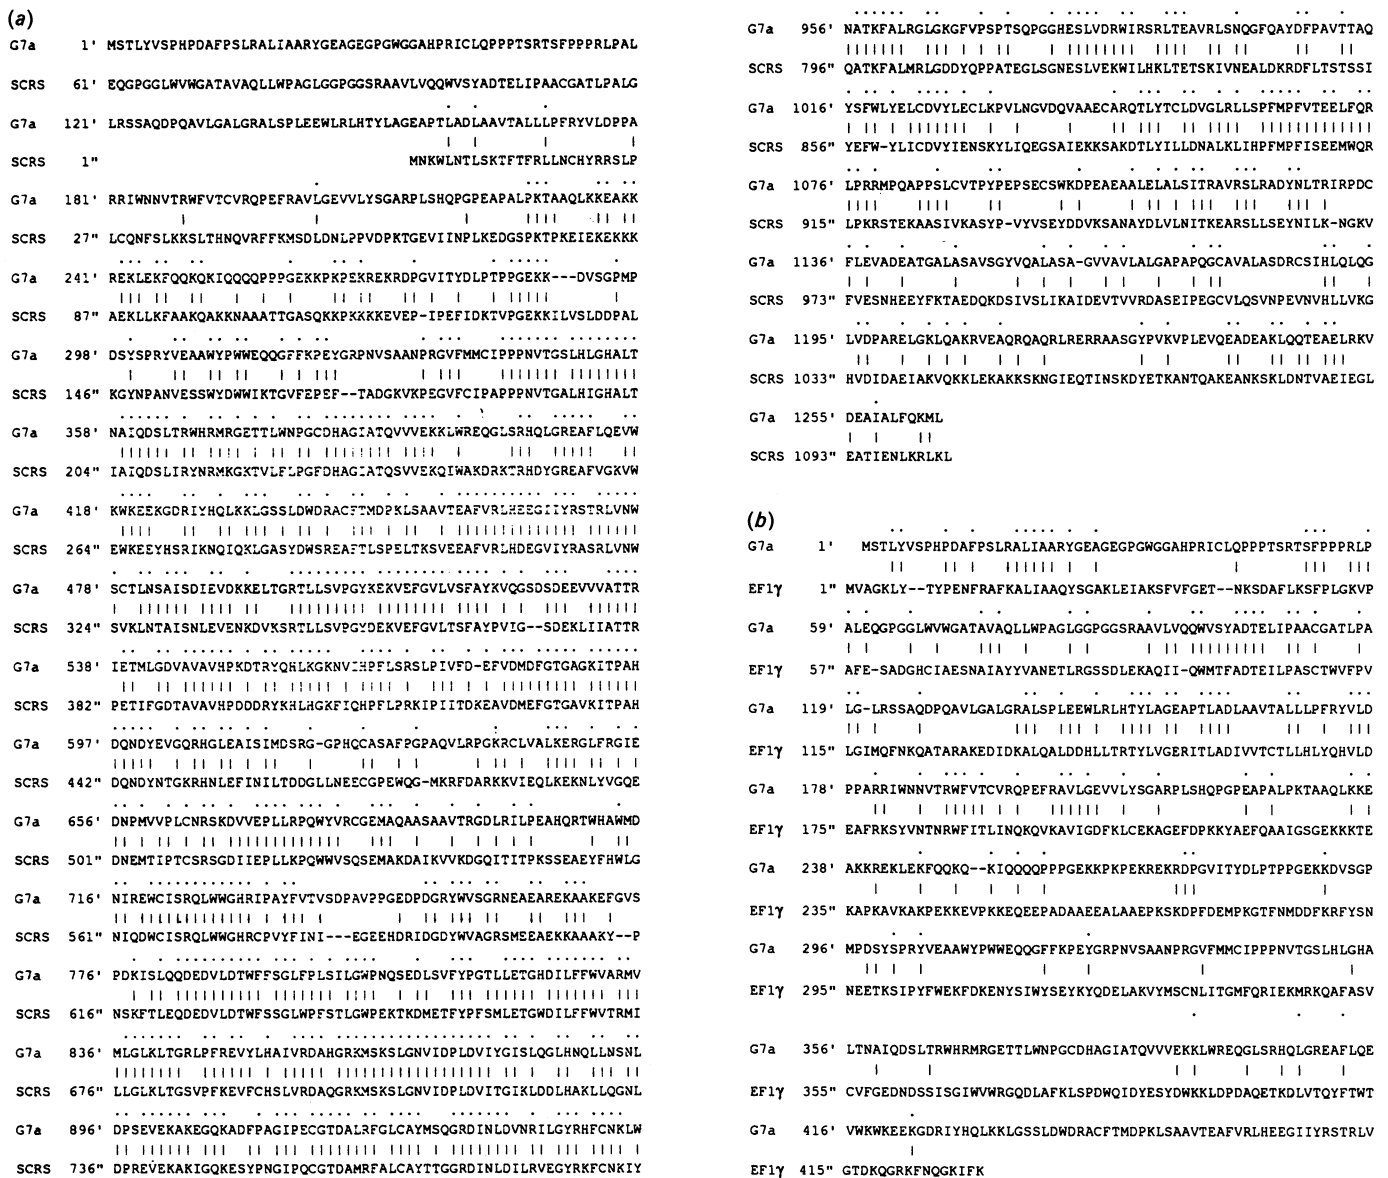 (a)
G7a 1' MSTLYVSPHPDAFPSLRALIAARYGEAGEGPGWGGAHPRICLQPPPTSRTSFPPPRLPAL
SCRS 61' EQGPGGLWVWGATAVAQLLWPAGLGGPGGSRAAVLVQQWVSYADTELIPAACGATLPALG
G7a 121' LRSSAQDPQAVLGALGRALSPLEEWLRLHTYLAGEAPTLADLAAVTALLLPFRYVLDPPA
SCRS 1" MNKWLNTLSKTFTFRLLNCHYRRSLP
G7a 181' RRIWNNVTRWFVTCVRQPEFRAVLGEVVLYSGARPLSHQPGPEAPALPKTAAQLKKEAKK
SCRS 27" LCQNFSLKKSLTHNQVRFFKMSDLDNLPPVDPKTGEVIINPLKEDGSPKTPKEIEKEKKK
G7a 241' REKLEKFQQKQKIQQQQPPPGEKKPKPEKREKRDPGVITYDLPTPPGEKK---DVSGPMP
SCRS 87" AEKLLKFAAKQAKKNAAATTGASQKKPKKKKEVEP-IPEFIDKTVPGEKKILVSLDDPAL
G7a 298' DSYSPRYVEAAWYPWWEQQGFFKPEYGRPNVSAANPRGVFMMCIPPPNVTGSLHLGHALT
SCRS 146" KGYNPANVESSWYDWWIKTGVFEPEF--TADGKVKPEGVFCIPAPPPNVTGALHIGHALT
G7a 358' NAIQDSLTRWHRMRGETTLWNPGCDHAGIATQVVVEKKLWREQGLSRHQLGREAFLQEVW
SCRS 204" IAIQDSLIRYNRMKGKTVLFLPGFDHAGIATQSVVEKQIWAKDRKTRHDYGREAFVGKVW
G7a 418' KWKEEKGDRIYHQLKKLGSSLDWDRACFTMDPKLSAAVTEAFVRLHEEGIIYRSTRLVNW
SCRS 264" EWKEEYHSRIKNQIQKLGASYDWSREAFTLSPELTKSVEEAFVRLHDEGVIYRASRLVNW
G7a 478' SCTLNSAISDIEVDKKELTGRTLLSVPGYKEKVEFGVLVSFAYKVQGSDSDEEVVVATTR
SCRS 324" SVKLNTAISNLEVENKDVKSRTLLSVPGYDEKVEFGVLTSFAYPVIG--SDEKLIIATTR
G7a 538' IETMLGDVAVAVHPKDTRYQHLKGKNVIHPFLSRSLPIVFD-EFVDMDFGTGAGKITPAH
SCRS 382" PETIFGDTAVAVHPDDDRYKHLHGKFIQHPFLPRKIPIITDKEAVDMEFGTGAVKITPAH
G7a 597' DQNDYEVGQRHGLEAISIMDSRG-GPHQCASAFPGPAQVLRPGKRCLVALKERGLFRGIE
SCRS 442" DQNDYNTGKRHNLEFINILTDDGLLNEECGPEWQG-MKRFDARKKVIEQLKEKNLYVGQE
G7a 656' DNPMVVPLCNRSKDVVEPLLRPQWYVRCGEMAQAASAAVTRGDLRILPEAHQRTWHAWMD
SCRS 501" DNEMTIPTCSRSGDIIEPLLKPQWWVSQSEMAKDAIKVVKDGQITITPKSSEAEYFHWLG
G7a 716' NIREWCISRQLWWGHRIPAYFVTVSDPAVPPGEDPDGRYWVSGRNEAEAREKAAKEFGVS
SCRS 561" NIQDWCISRQLWWGHRCPVYFINI---EGEEHDRIDGDYWVAGRSMEEAEKKAAAKY--P
G7a 776' PDKISLQQDEDVLDTWFFSGLFPLSILGWPNQSEDLSVFYPGTLLETGHDILFFWVARMV
SCRS 616" NSKFTLEQDEDVLDTWFSSGLWPFSTLGWPEKTKDMETFYPFSMLETGWDILFFWVTRMI
G7a 836' MLGLKLTGRLPFREVYLHAIVRDAHGRKMSKSLGNVIDPLDVIYGISLQGLHNQLLNSNL
SCRS 676" LLGLKLTGSVPFKEVFCHSLVRDAQGRKMSKSLGNVIDPLDVITGIKLDDLHAKLLQGNL
G7a 896' DPSEVEKAKEGQKADFPAGIPECGTDALRFGLCAYMSQGRDINLDVNRILGYRHFCNKLW
SCRS 736" DPREVEKAKIGQKESYPNGIPQCGTDAMRFALCAYTTGGRDINLDILRVEGYRKFCNKIY
G7a 956' NATKFALRGLGKGFVPSPTSQPGGHESLVDRWIRSRLTEAVRLSNQGFQAYDFPAVTTAQ
SCRS 796" QATKFALMRLGDDYQPPATEGLSGNESLVEKWILHKLTETSKIVNEALDKRDFLTSTSSI
G7a 1016' YSFWLYELCDVYLECLKPVLNGVDQVAAECARQTLYTCLDVGLRLLSPFMPFVTEELFQR
SCRS 856" YEFW-YLICDVYIENSKYLIQEGSAIEKKSAKDTLYILLDNALKLIHPFMPFISEEMWQR
G7a 1076' LPRRMPQAPPSLCVTPYPEPSECSWKDPEAEAALELALSITRAVRSLRADYNLTRIRPDC
SCRS 915" LPKRSTEKAASIVKASYP-VYVSEYDDVKSANAYDLVLNITKEARSLLSEYNILK-NGKV
G7a 1136' FLEVADEATGALASAVSGYVQALASA-GVVAVLALGAPAPQGCAVALASDRCSIHLQLQG
SCRS 973" FVESNHEEYFKTAEDQKDSIVSLIKAIDEVTVVRDASEIPEGCVLQSVNPEVNVHLLVKG
G7a 1195' LVDPARELGKLQAKRVEAQRQAQRLRERRAASGYPVKVPLEVQEADEAKLQQTEAELRKV
SCRS 1033" HVDIDAEIAKVQKKLEKAKKSKNGIEQTINSKDYETKANTQAKEANKSKLDNTVAEIEGL
G7a 1255' DEAIALFQKML
SCRS 1093" EATIENLKRLKL
(b)
G7a 1' MSTLYVSPHPDAFPSLRALIAARYGEAGEGPGWGGAHPRICLQPPPTSRTSFPPPRLP
EF1γ 1" MVAGKLY--TYPENFRAFKALIAAQYSGAKLEIAKSFVFGET--NKSDAFLKSFPLGKVP
G7a 59' ALEQGPGGLWVWGATAVAQLLWPAGLGGPGGSRAAVLVQQWVSYADTELIPAACGATLPA
EF1γ 57" AFE-SADGHCIAESNAIAYYVANETLRGSSDLEKAQII-QWMTFADTEILPASCTWVFPV
G7a 119' LG-LRSSAQDPQAVLGALGRALSPLEEWLRLHTYLAGEAPTLADLAAVTALLLPFRYVLD
EF1γ 115" LGIMQFNKQATARAKEDIDKALQALDDHLLTRTYLVGERITLADIVVTCTLLHLYQHVLD
G7a 178' PPARRIWNNVTRWFVTCVRQPEFRAVLGEVVLYSGARPLSHQPGPEAPALPKTAAQLKKE
EF1γ 175" EAFRKSYVNTNRWFITLINQKQVKAVIGDFKLCEKAGEFDPKKYAEFQAAIGSGEKKKTE
G7a 238' AKKREKLEKFQQKQ--KIQQQQPPPGEKKPKPEKREKRDPGVITYDLPTPPGEKKDVSGP
EF1γ 235" KAPKAVKAKPEKKEVPKKEQEEPADAAEEALAAEPKSKDPFDEMPKGTFNMDDFKRFYSN
G7a 296' MPDSYSPRYVEAAWYPWWEQQGFFKPEYGRPNVSAANPRGVFMMCIPPPNVTGSLHLGHA
EF1γ 295" NEETKSIPYFWEKFDKENYSIWYSEYKYQDELAKVYMSCNLITGMFQRIEKMRKQAFASV
G7a 356' LTNAIQDSLTRWHRMRGETTLWNPGCDHAGIATQVVVEKKLWREQGLSRHQLGREAFLQE
EF1γ 355" CVFGEDNDSSISGIWVWRGQDLAFKLSPDWQIDYESYDWKKLDPDAQETKDLVTQYFTWT
G7a 416' VWKWKEEKGDRIYHQLKKLGSSLDWDRACFTMDPKLSAAVTEAFVRLHEEGIIYRSTRLV
EF1γ 415" GTDKQGRKFNQGKIFK